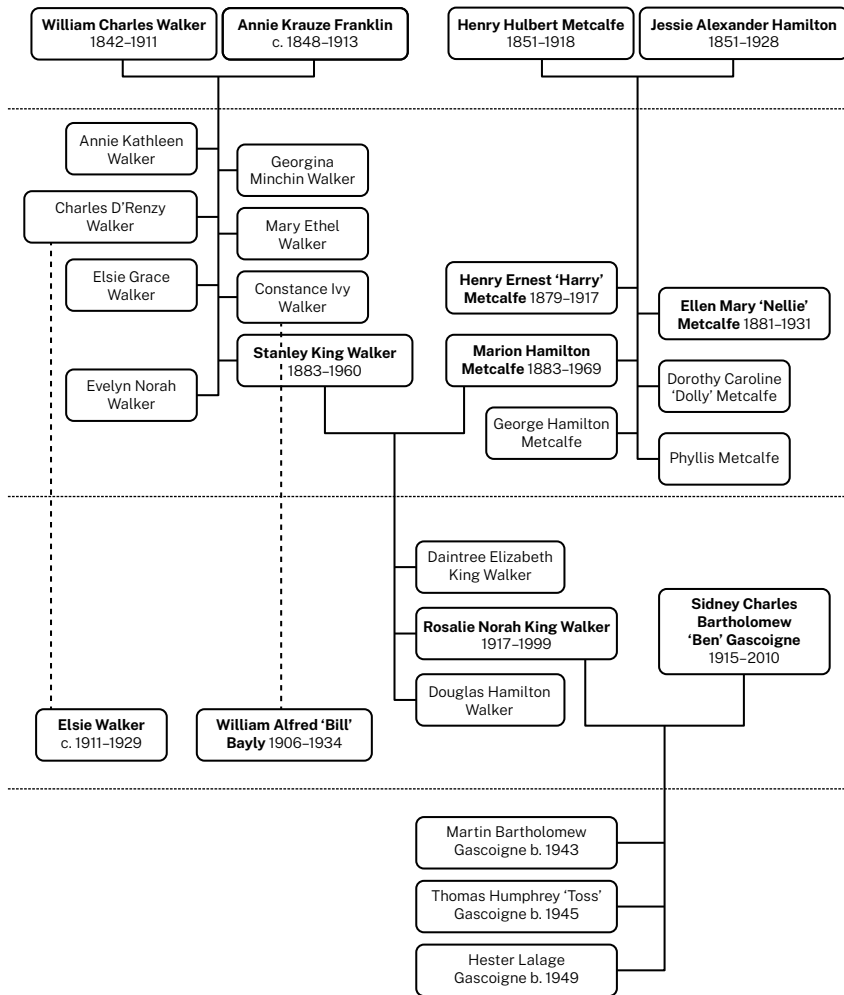 William Charles Walker
1842–1911
Annie Krauze Franklin
c. 1848–1913
Henry Hulbert Metcalfe
1851–1918
Jessie Alexander Hamilton
1851–1928
Annie Kathleen
Walker
Georgina
Minchin Walker
Charles D’Renzy
Walker
Mary Ethel
Walker
Elsie Grace
Walker
Constance Ivy
Walker
Stanley King Walker
1883–1960
Evelyn Norah
Walker
Henry Ernest ‘Harry’
Metcalfe 1879–1917
Ellen Mary ‘Nellie’
Metcalfe 1881–1931
Marion Hamilton
Metcalfe 1883–1969
Dorothy Caroline
‘Dolly’ Metcalfe
George Hamilton
Metcalfe
Phyllis Metcalfe
Daintree Elizabeth
King Walker
Rosalie Norah King Walker
1917–1999
Sidney Charles
Bartholomew
‘Ben’ Gascoigne
1915–2010
Douglas Hamilton
Walker
Elsie Walker
c. 1911–1929
William Alfred ‘Bill’
Bayly 1906–1934
Martin Bartholomew
Gascoigne b. 1943
Thomas Humphrey ‘Toss’
Gascoigne b. 1945
Hester Lalage
Gascoigne b. 1949